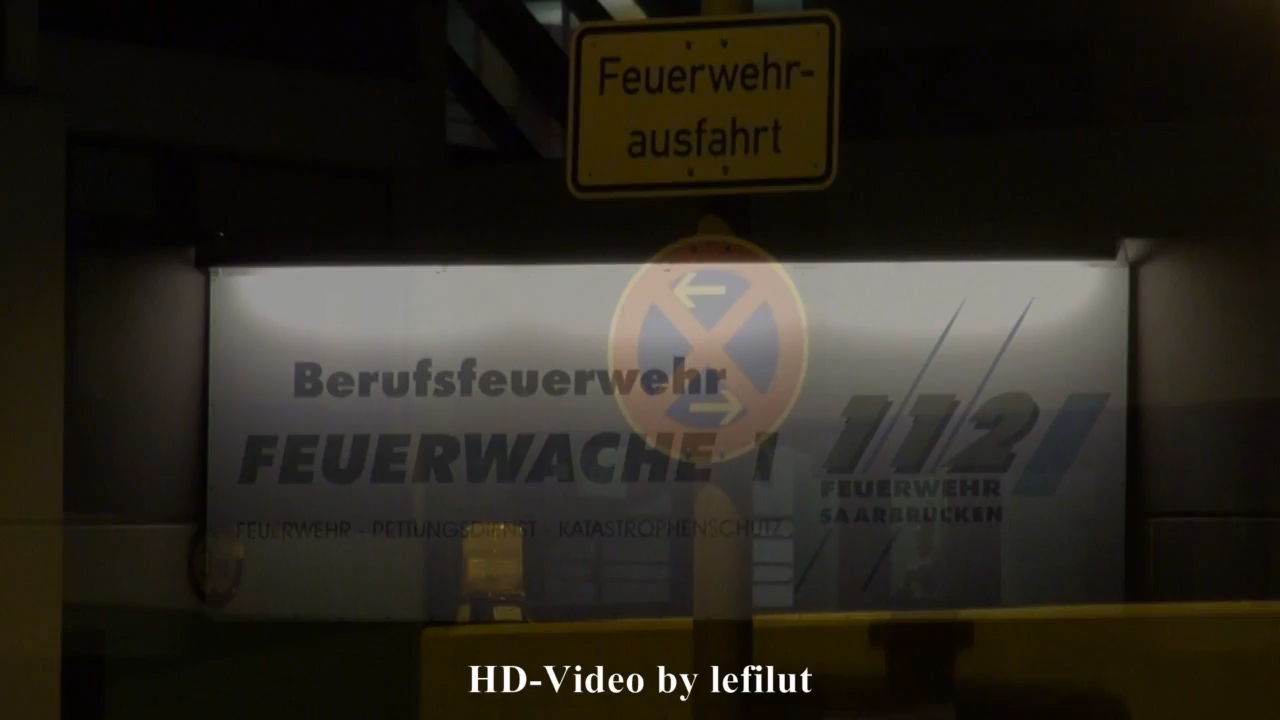 Feuerwehr-
ausfahrt
Berufsfeuerwehr
FEUERWACHE 1
FEUERWEHR · RETTUNGSDIENST · KATASTROPHENSCHUTZ
112
FEUERWEHR
SAARBRÜCKEN
HD-Video by lefilut